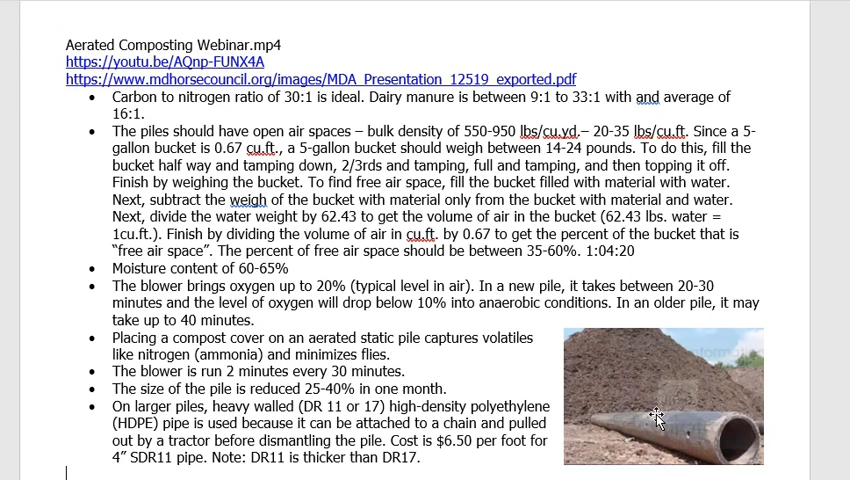 Aerated Composting Webinar.mp4
https://youtu.be/AQnp-FUNX4A
https://www.mdhorsecouncil.org/images/MDA_Presentation_12519_exported.pdf
• Carbon to nitrogen ratio of 30:1 is ideal. Dairy manure is between 9:1 to 33:1 with and average of
16:1.
• The piles should have open air spaces – bulk density of 550-950 lbs/cu.yd.– 20-35 lbs/cu.ft. Since a 5-
gallon bucket is 0.67 cu.ft., a 5-gallon bucket should weigh between 14-24 pounds. To do this, fill the
bucket half way and tamping down, 2/3rds and tamping, full and tamping, and then topping it off.
Finish by weighing the bucket. To find free air space, fill the bucket filled with material with water.
Next, subtract the weigh of the bucket with material only from the bucket with material and water.
Next, divide the water weight by 62.43 to get the volume of air in the bucket (62.43 lbs. water =
1cu.ft.). Finish by dividing the volume of air in cu.ft. by 0.67 to get the percent of the bucket that is
“free air space”. The percent of free air space should be between 35-60%. 1:04:20
• Moisture content of 60-65%
• The blower brings oxygen up to 20% (typical level in air). In a new pile, it takes between 20-30
minutes and the level of oxygen will drop below 10% into anaerobic conditions. In an older pile, it may
take up to 40 minutes.
• Placing a compost cover on an aerated static pile captures volatiles
like nitrogen (ammonia) and minimizes flies.
• The blower is run 2 minutes every 30 minutes.
• The size of the pile is reduced 25-40% in one month.
• On larger piles, heavy walled (DR 11 or 17) high-density polyethylene
(HDPE) pipe is used because it can be attached to a chain and pulled
out by a tractor before dismantling the pile. Cost is $6.50 per foot for
4” SDR11 pipe. Note: DR11 is thicker than DR17.